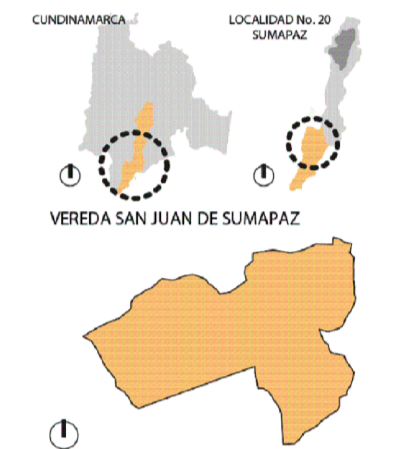 CUNDINAMARCA
LOCALIDAD No. 20
SUMAPAZ
VEREDA SAN JUAN DE SUMAPAZ